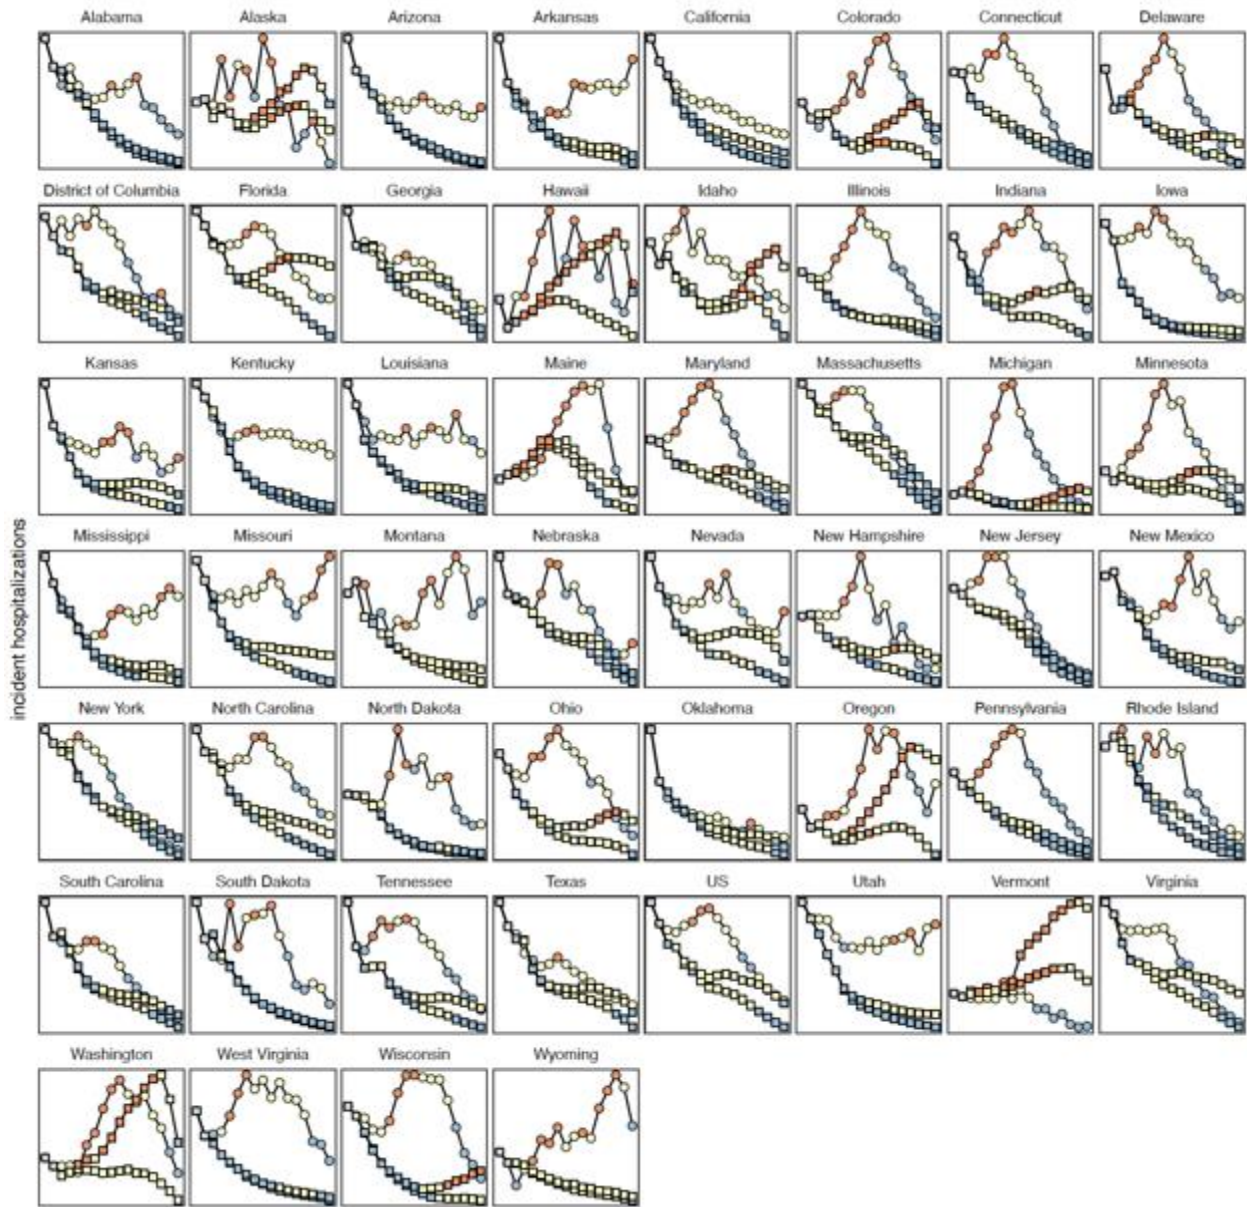 Alabama Alaska Arizona Arkansas California Colorado Connecticut Delaware
District of Columbia Florida Georgia Hawaii Idaho Illinois Indiana Iowa
Kansas Kentucky Louisiana Maine Maryland Massachusetts Michigan Minnesota
incident hospitalizations
Mississippi Missouri Montana Nebraska Nevada New Hampshire New Jersey New Mexico
New York North Carolina North Dakota Ohio Oklahoma Oregon Pennsylvania Rhode Island
South Carolina South Dakota Tennessee Texas US Utah Vermont Virginia
Washington West Virginia Wisconsin Wyoming